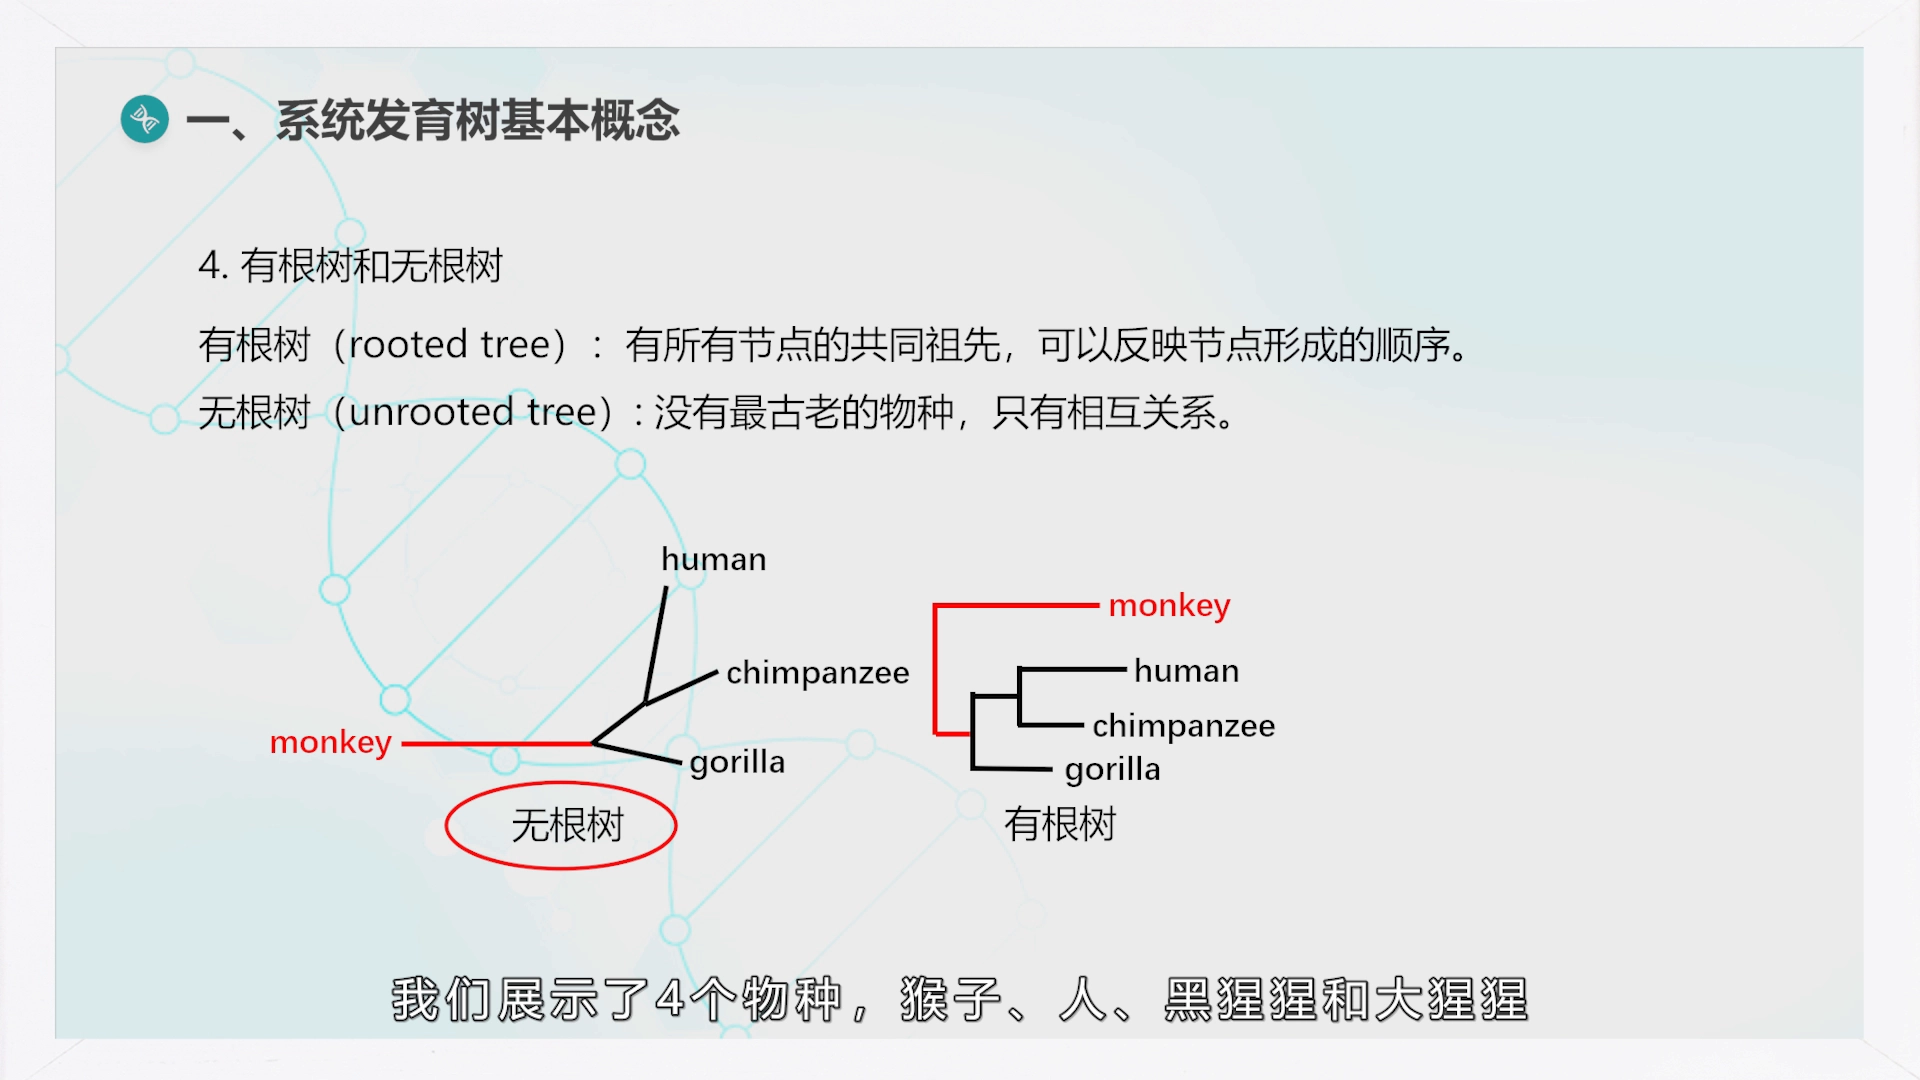 一、系统发育树基本概念
4. 有根树和无根树
有根树（rooted tree）：有所有节点的共同祖先，可以反映节点形成的顺序。
无根树（unrooted tree）: 没有最古老的物种，只有相互关系。
human
chimpanzee
monkey
gorilla
无根树
monkey
human
chimpanzee
gorilla
有根树
我们展示了4个物种，猴子、人、黑猩猩和大猩猩